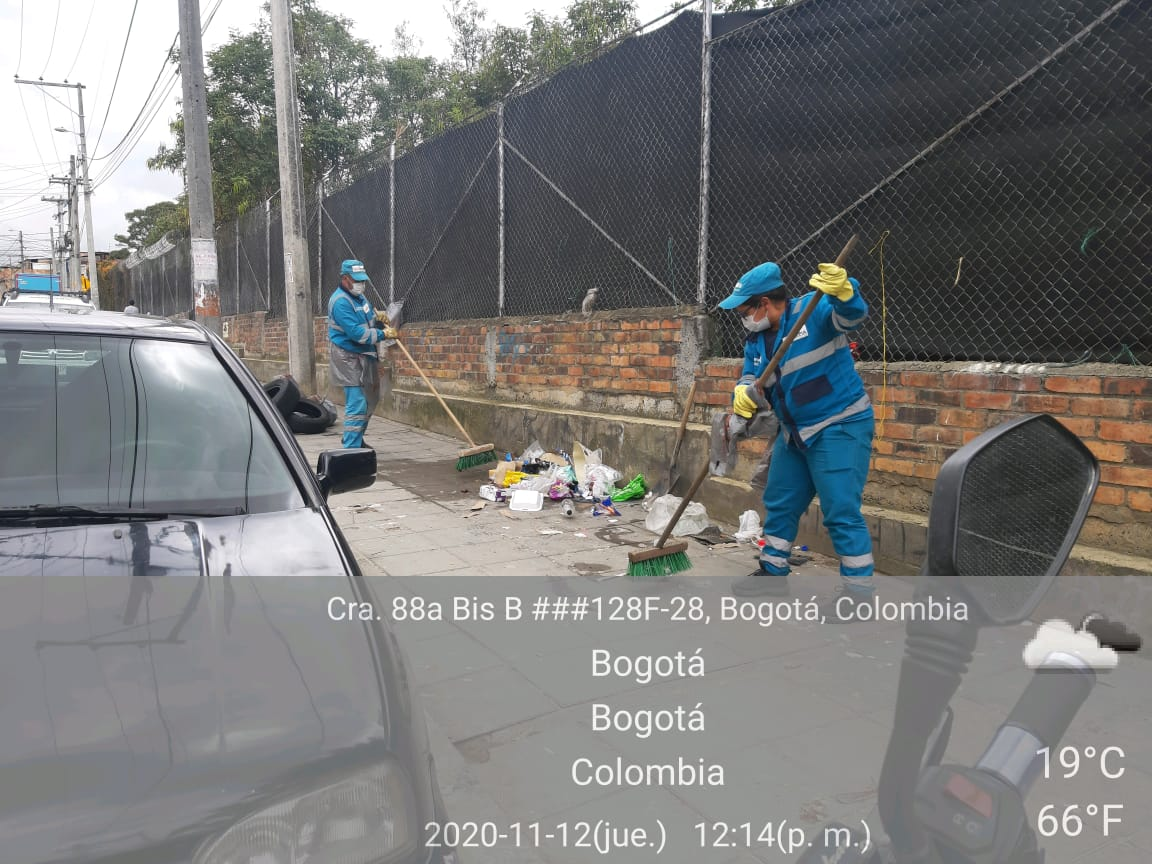 Cra. 88a Bis B ###128F-28, Bogotá, Colombia
Bogotá
Bogotá
Colombia
2020-11-12(jue.) 12:14(p. m.)
19°C
66°F